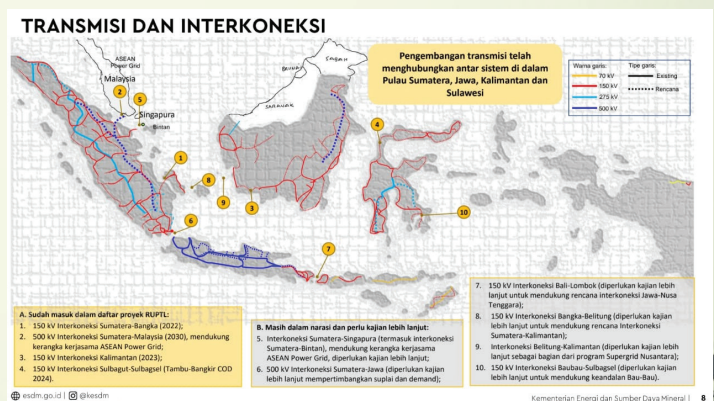 TRANSMISI DAN INTERKONEKSI
Pengembangan transmisi telah
menghubungkan antar sistem di dalam
Pulau Sumatera, Jawa, Kalimantan dan
Sulawesi
Warna garis:
70 kV
150 kV
275 kV
500 kV
Tipe garis:
Existing
Rencana
ASEAN
Power Grid
Malaysia
2
5
Singapura
Bintan
BRUNEI
SABAH
SARAWAK
1
8
9
3
4
6
7
10
A. Sudah masuk dalam daftar proyek RUPTL:
1. 150 kV Interkoneksi Sumatera-Bangka (2022);
2. 500 kV Interkoneksi Sumatera-Malaysia (2030), mendukung
kerangka kerjasama ASEAN Power Grid;
3. 150 kV Interkoneksi Kalimantan (2023);
4. 150 kV Interkoneksi Sulbagut-Sulbagsel (Tambu-Bangkir COD
2024).
B. Masih dalam narasi dan perlu kajian lebih lanjut:
5. Interkoneksi Sumatera-Singapura (termasuk interkoneksi
Sumatera-Bintan), mendukung kerangka kerjasama
ASEAN Power Grid, diperlukan kajian lebih lanjut;
6. 500 kV Interkoneksi Sumatera-Jawa (diperlukan kajian
lebih lanjut mempertimbangkan suplai dan demand);
7. 150 kV Interkoneksi Bali-Lombok (diperlukan kajian lebih
lanjut untuk mendukung rencana interkoneksi Jawa-Nusa
Tenggara);
8. 150 kV Interkoneksi Bangka-Belitung (diperlukan kajian
lebih lanjut untuk mendukung rencana Interkoneksi
Sumatera-Kalimantan);
9. Interkoneksi Belitung-Kalimantan (diperlukan kajian lebih
lanjut sebagai bagian dari program Supergrid Nusantara);
10. 150 kV Interkoneksi Baubau-Sulbagsel (diperlukan kajian
lebih lanjut untuk mendukung keandalan Bau-Bau).
esdm.go.id | @kesdm
Kementerian Energi dan Sumber Daya Mineral | 8